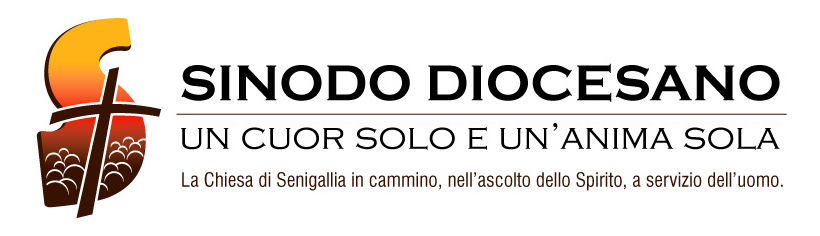 SINODO DIOCESANO
UN CUOR SOLO E UN'ANIMA SOLA
La Chiesa di Senigallia in cammino, nell'ascolto dello Spirito, a servizio dell'uomo.